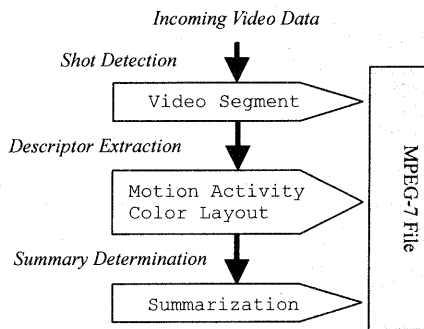 Incoming Video Data
Shot Detection
Video Segment
Descriptor Extraction
Motion Activity
Color Layout
MPEG-7 File
Summary Determination
Summarization